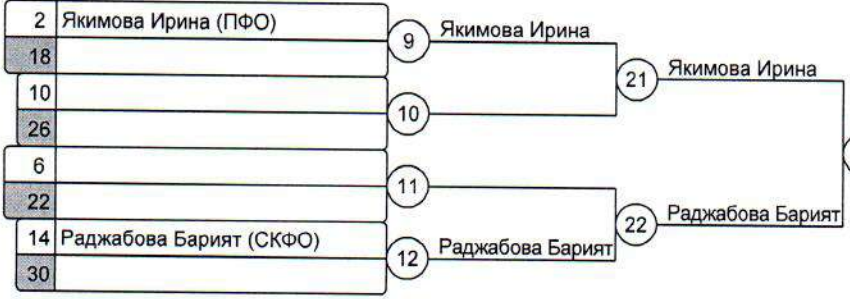 2 Якимова Ирина (ПФО)
18
9 Якимова Ирина
10
26
10
21 Якимова Ирина
6
22
11
14 Раджабова Барият (СКФО)
30
12 Раджабова Барият
22 Раджабова Барият